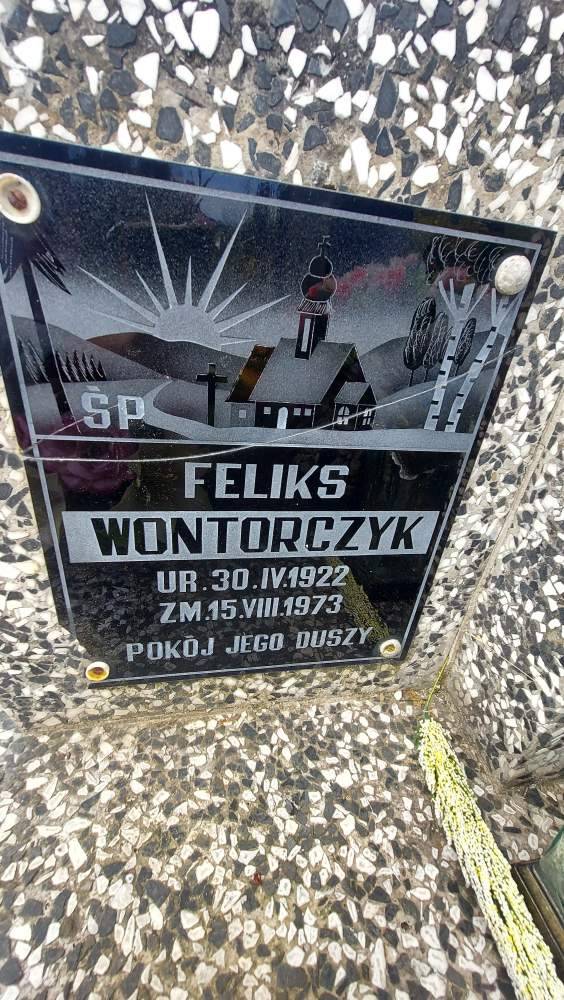 ŚP
FELIKS
WONTORCZYK
UR. 30. IV.1922
ZM.15.VIII.1973
POKÓJ JEGO DUSZY